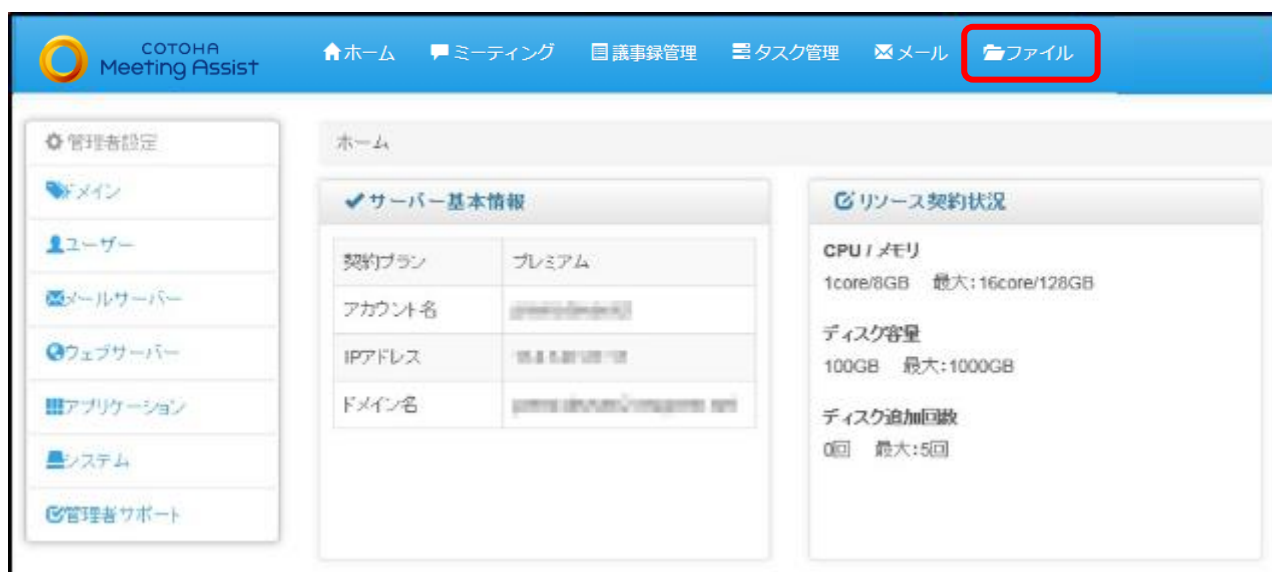 COTOHA
Meeting Assist
ホーム ミーティング 議事録管理 タスク管理 メール ファイル
管理者設定
ドメイン
ユーザー
メールサーバー
ウェブサーバー
アプリケーション
システム
管理者サポート
ホーム
サーバー基本情報
契約プラン プレミアム
アカウント名
IPアドレス
ドメイン名
リソース契約状況
CPU / メモリ
1core/8GB 最大:16core/128GB
ディスク容量
100GB 最大:1000GB
ディスク追加回数
0回 最大:5回